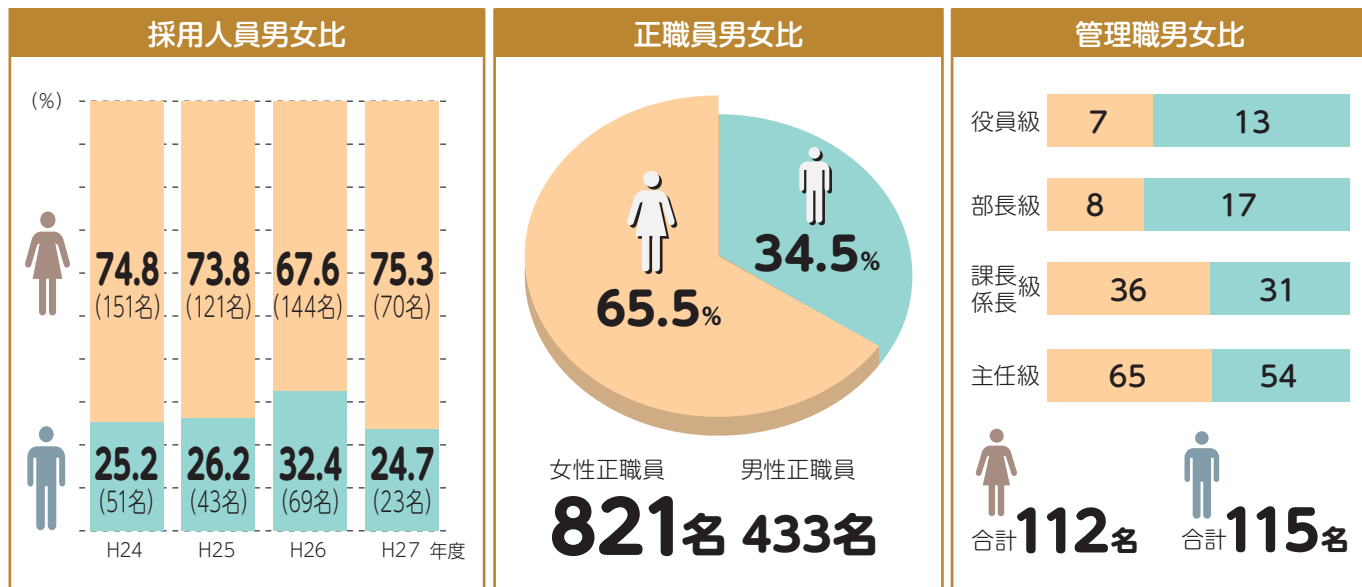 採用人員男女比
(%)
74.8 73.8 67.6 75.3
(151名) (121名) (144名) (70名)
25.2 26.2 32.4 24.7
(51名) (43名) (69名) (23名)
H24 H25 H26 H27 年度
正職員男女比
34.5%
65.5%
女性正職員 男性正職員
821名 433名
管理職男女比
役員級 7 13
部長級 8 17
課長係長級 36 31
主任級 65 54
合計112名 合計115名